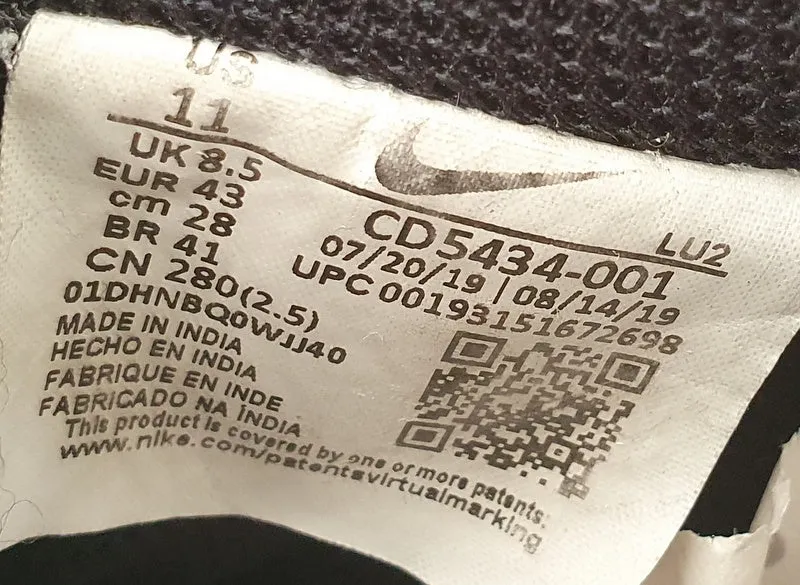 US
11
UK 8.5
EUR 43
cm 28
BR 41
CN 280(2.5)
01DHNBQ0WJJ40
LU2
CD5434-001
07/20/19 | 08/14/19
UPC 00193151672698
MADE IN INDIA
HECHO EN INDIA
FABRIQUE EN INDE
FABRICADO NA ÍNDIA
This product is covered by one or more patents:
www.nike.com/patentsvirtualmarking